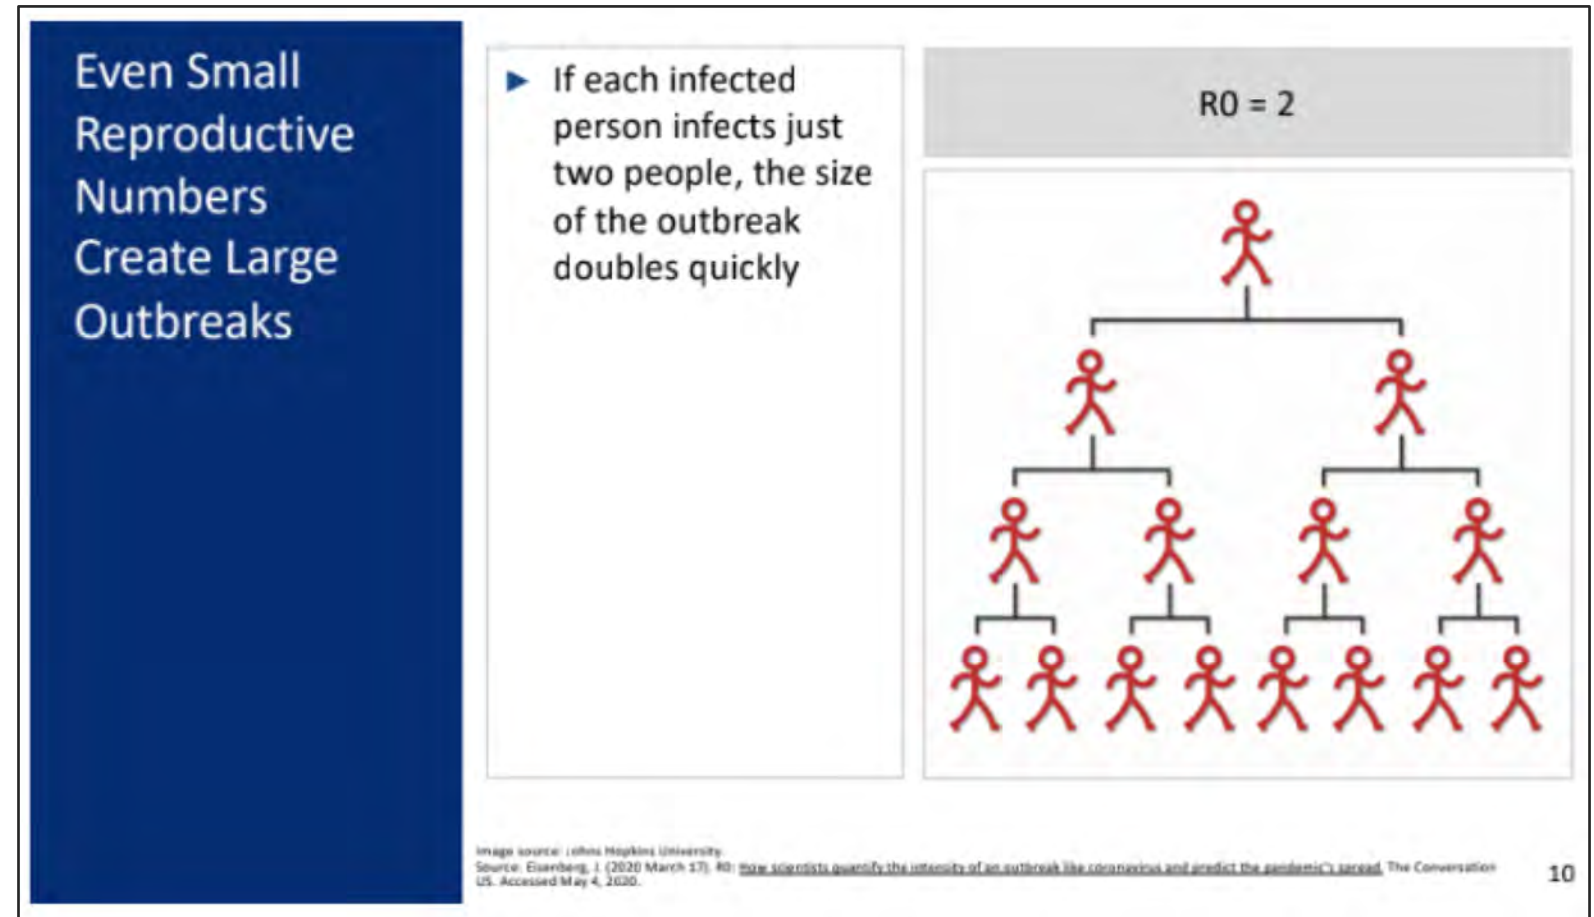 Even Small
Reproductive
Numbers
Create Large
Outbreaks
► If each infected
person infects just
two people, the size
of the outbreak
doubles quickly
R0 = 2
Image source: Johns Hopkins University.
Source: Eisenberg, J. (2020 March 17). R0: How scientists quantify the intensity of an outbreak like coronavirus and predict the pandemic's spread. The Conversation
US. Accessed May 4, 2020.
10